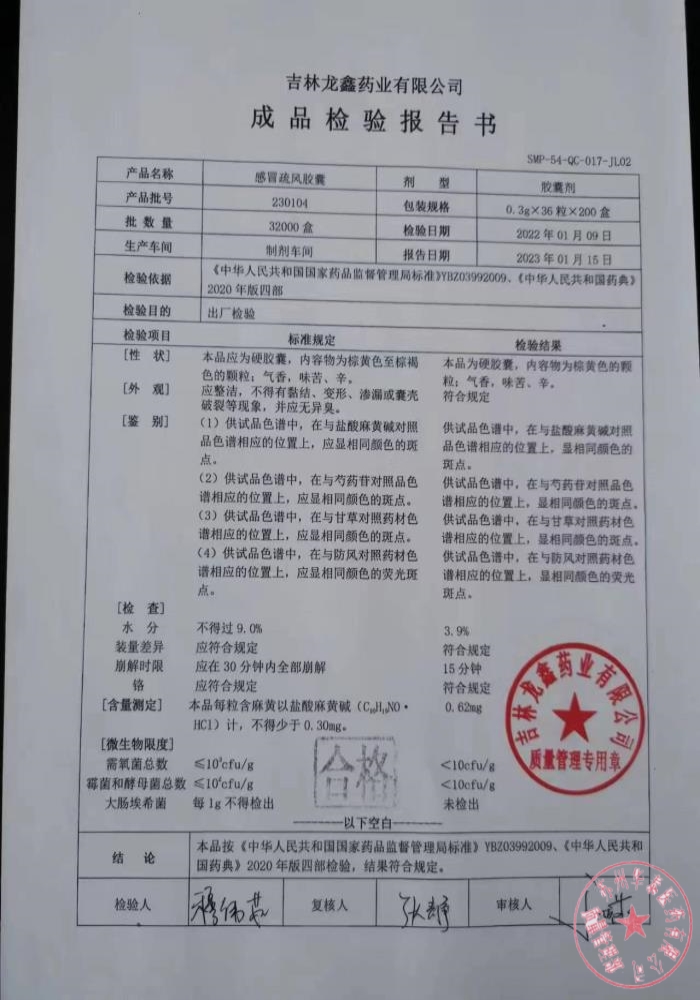 吉林龙鑫药业有限公司
成品检验报告书
SMP-54-QC-017-JL02
产品名称 感冒疏风胶囊 剂型 胶囊剂
产品批号 230104 包装规格 0.3g×36粒×200盒
批数量 32000盒 检验日期 2022年01月09日
生产车间 制剂车间 报告日期 2023年01月15日
检验依据 《中华人民共和国国家药品监督管理局标准》YBZ03992009、《中华人民共和国药典》
2020年版四部
检验目的 出厂检验
检验项目 标准规定 检验结果
[性状] 本品应为硬胶囊，内容物为棕黄色至棕褐 本品为硬胶囊，内容物为棕黄色的颗
色的颗粒；气香，味苦、辛。 粒；气香，味苦、辛。
[外观] 应整洁，不得有黏结、变形、渗漏或囊壳 符合规定
破裂等现象，并应无异臭。
[鉴别] （1）供试品色谱中，在与盐酸麻黄碱对照 供试品色谱中，在与盐酸麻黄碱对照
品色谱相应的位置上，应显相同颜色的斑 品色谱相应的位置上，显相同颜色的
点。 斑点。
（2）供试品色谱中，在与芍药苷对照品色 供试品色谱中，在与芍药苷对照品色
谱相应的位置上，应显相同颜色的斑点。 谱相应的位置上，显相同颜色的斑点。
（3）供试品色谱中，在与甘草对照药材色 供试品色谱中，在与甘草对照药材色
谱相应的位置上，应显相同颜色的斑点。 谱相应的位置上，显相同颜色的斑点。
（4）供试品色谱中，在与防风对照药材色 供试品色谱中，在与防风对照药材色
谱相应的位置上，应显相同颜色的荧光斑 谱相应的位置上，显相同颜色的荧光
点。 斑点。
[检查]
水分 不得过9.0% 3.9%
装量差异 应符合规定 符合规定
崩解时限 应在30分钟内全部崩解 15分钟
铬 应符合规定 符合规定
[含量测定] 本品每粒含麻黄以盐酸麻黄碱（C₁₀H₁₅NO· 0.62mg
HCl）计，不得少于0.30mg。
[微生物限度]
需氧菌总数 ≤10³cfu/g <10cfu/g
霉菌和酵母菌总数 ≤10²cfu/g <10cfu/g
大肠埃希菌 每1g不得检出 未检出
合格
吉林龙鑫药业有限公司
质量管理专用章
以下空白
结论 本品按《中华人民共和国国家药品监督管理局标准》YBZ03992009、《中华人民共和
国药典》2020年版四部检验，结果符合规定。
检验人 复核人 审核人